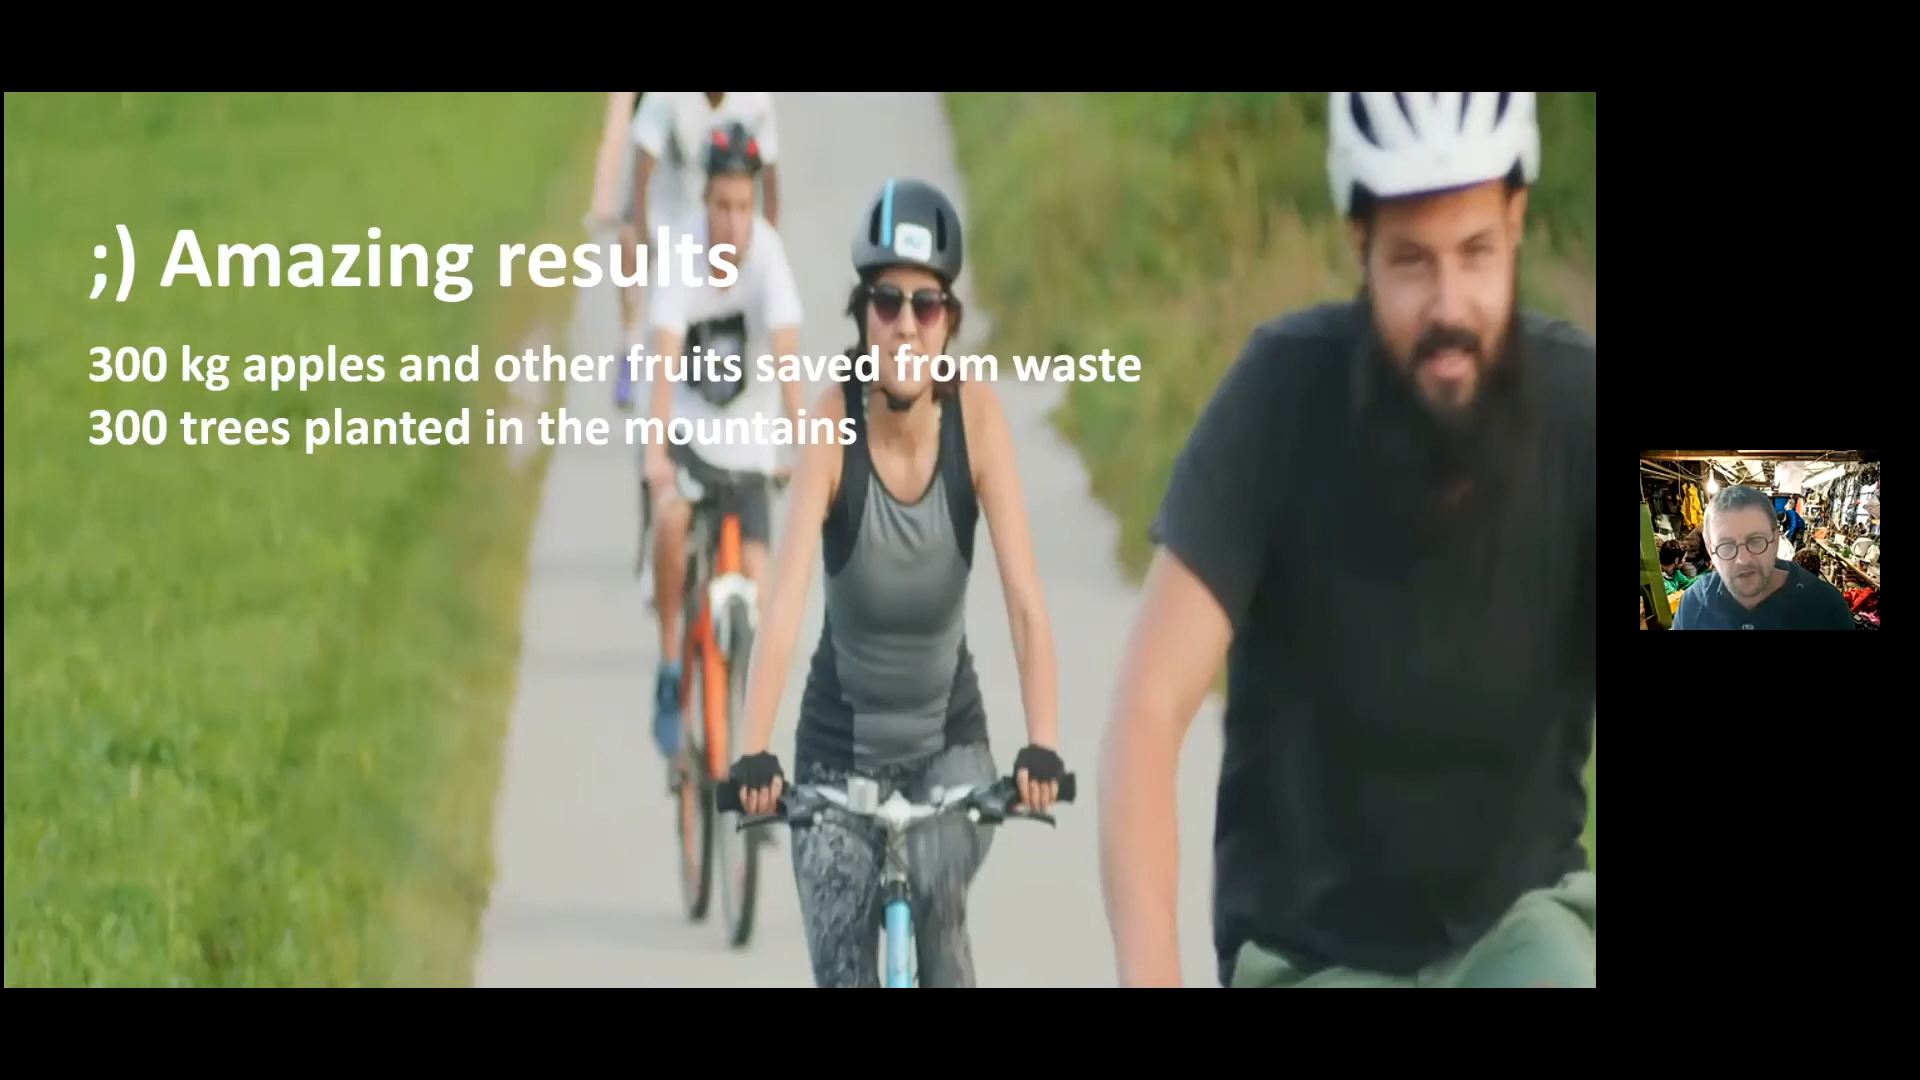 ;) Amazing results
300 kg apples and other fruits saved from waste
300 trees planted in the mountains